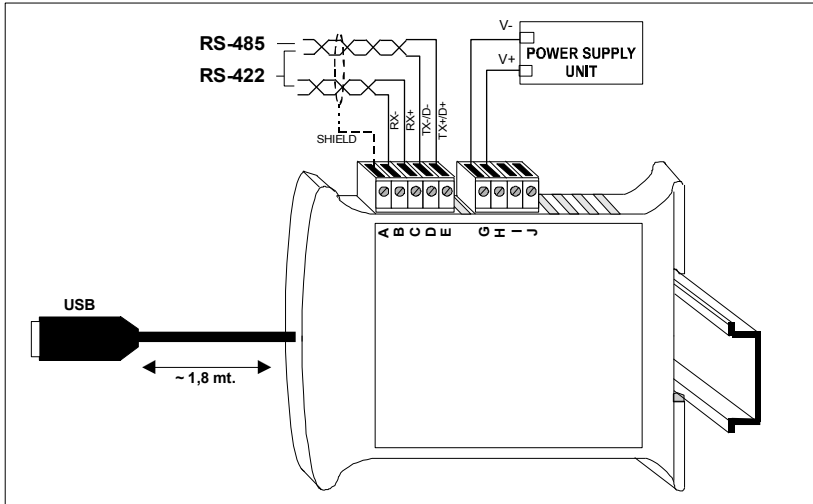 RS-485
RS-422
V-
V+
POWER SUPPLY
UNIT
RX-
RX+
TX-/D-
TX+/D+
SHIELD
A
B
C
D
E
G
H
I
J
USB
~ 1,8 mt.